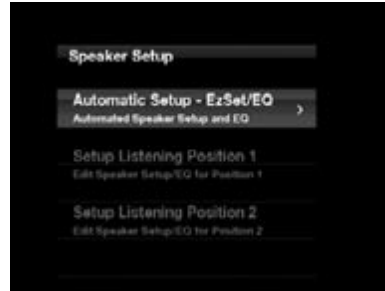 Speaker Setup
Automatic Setup - EzSet/EQ
Automated Speaker Setup and EQ
Setup Listening Position 1
Edit Speaker Setup/EQ for Position 1
Setup Listening Position 2
Edit Speaker Setup/EQ for Position 2